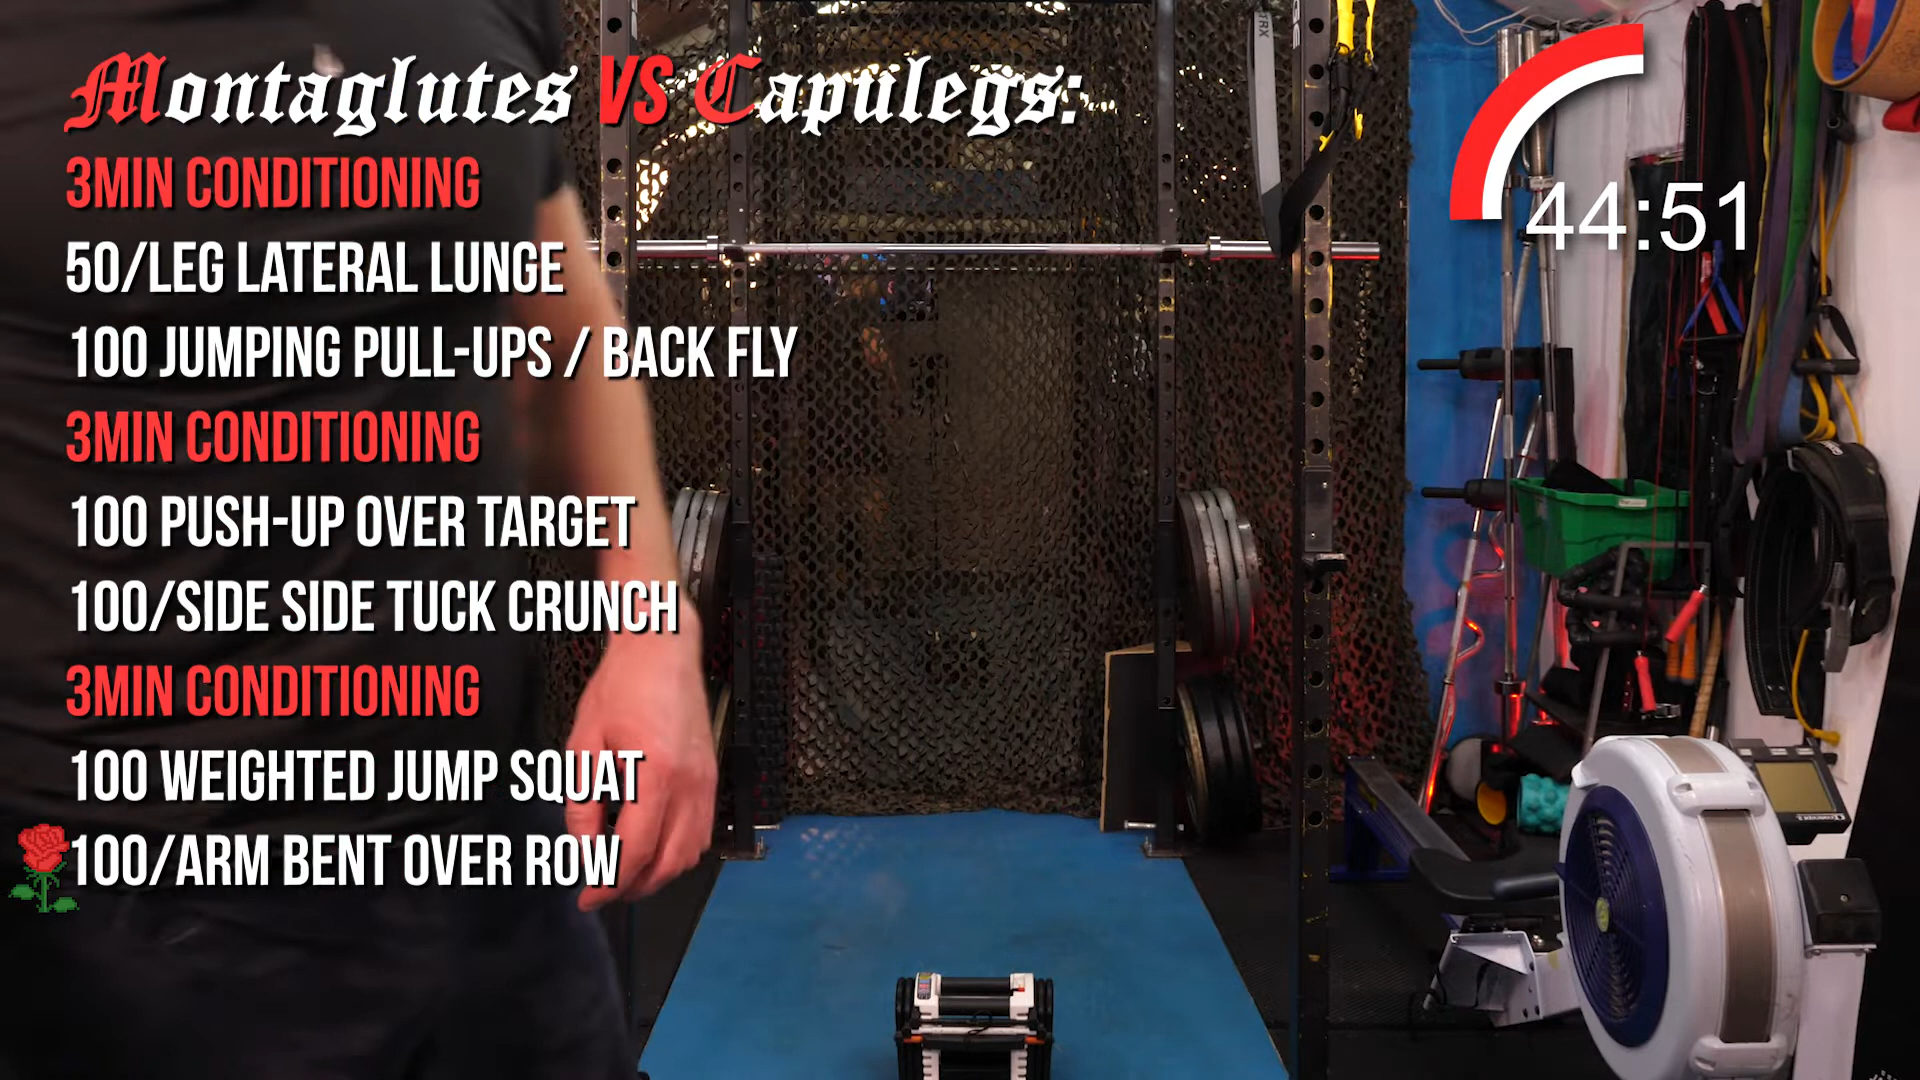 Montaglutes VS Capulegs:
3MIN CONDITIONING
50/LEG LATERAL LUNGE
100 JUMPING PULL-UPS / BACK FLY
3MIN CONDITIONING
100 PUSH-UP OVER TARGET
100/SIDE SIDE TUCK CRUNCH
3MIN CONDITIONING
100 WEIGHTED JUMP SQUAT
100/ARM BENT OVER ROW
44:51
TRX